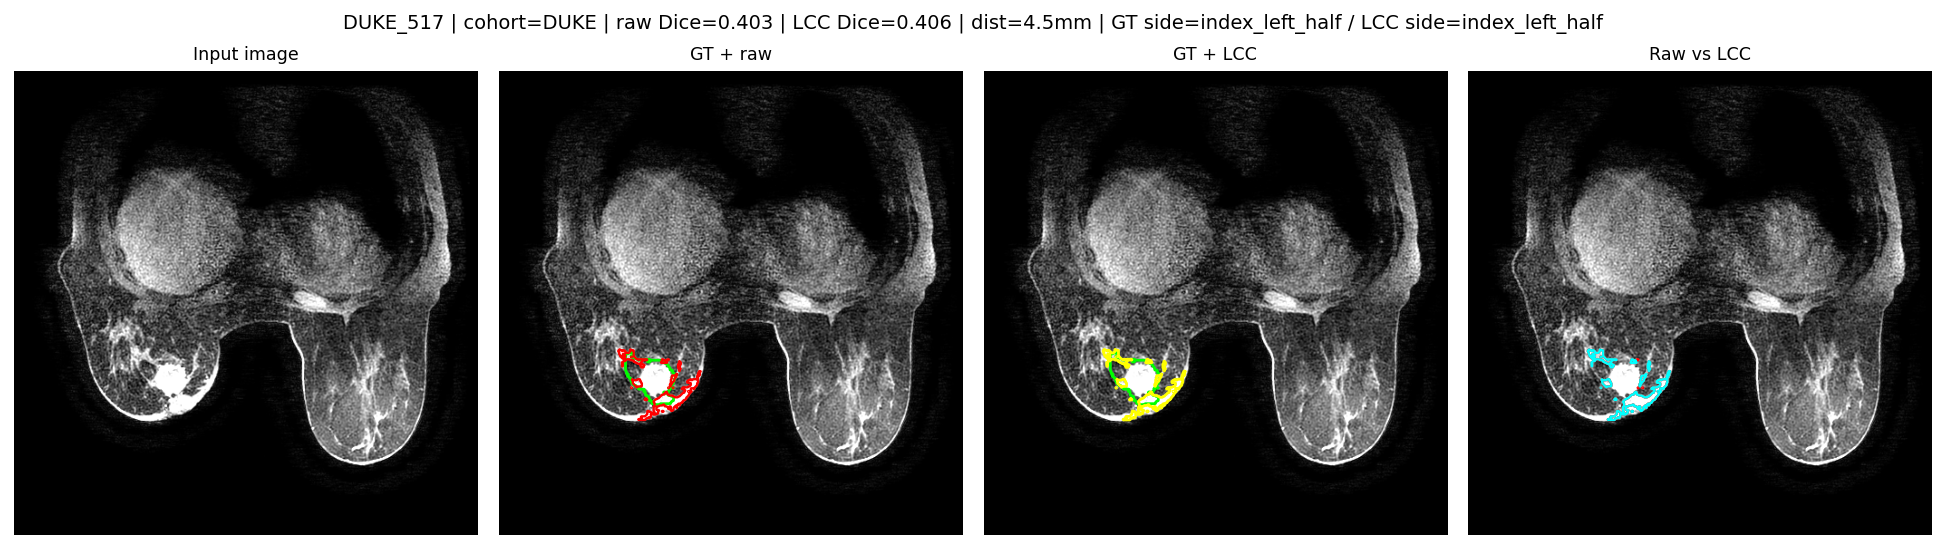 DUKE_517 | cohort=DUKE | raw Dice=0.403 | LCC Dice=0.406 | dist=4.5mm | GT side=index_left_half / LCC side=index_left_half
Input image
GT + raw
GT + LCC
Raw vs LCC